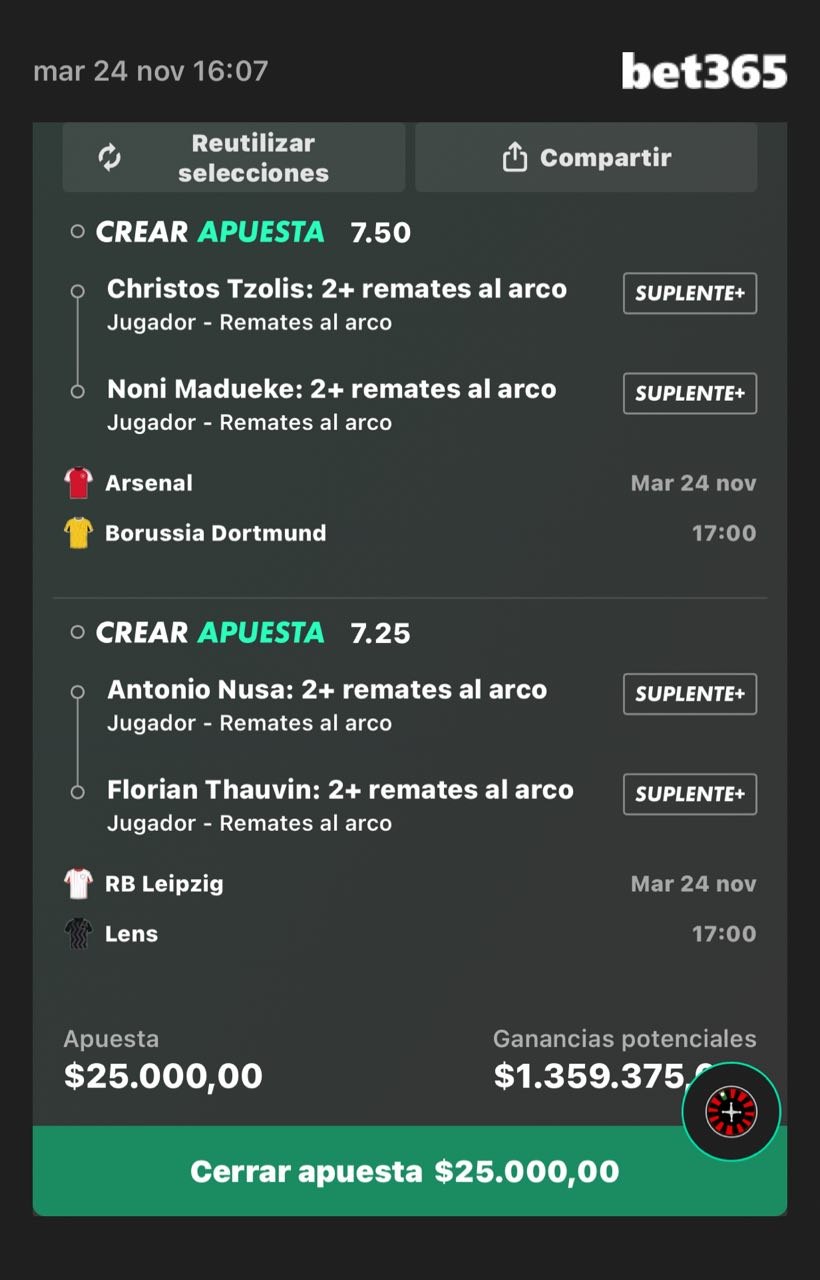 mar 24 nov 16:07
bet365
Reutilizar
selecciones
Compartir
CREAR APUESTA 7.50
Christos Tzolis: 2+ remates al arco
SUPLENTE+
Jugador - Remates al arco
Noni Madueke: 2+ remates al arco
SUPLENTE+
Jugador - Remates al arco
Arsenal
Mar 24 nov
Borussia Dortmund
17:00
CREAR APUESTA 7.25
Antonio Nusa: 2+ remates al arco
SUPLENTE+
Jugador - Remates al arco
Florian Thauvin: 2+ remates al arco
SUPLENTE+
Jugador - Remates al arco
RB Leipzig
Mar 24 nov
Lens
17:00
Apuesta
Ganancias potenciales
$25.000,00
$1.359.375,
Cerrar apuesta $25.000,00